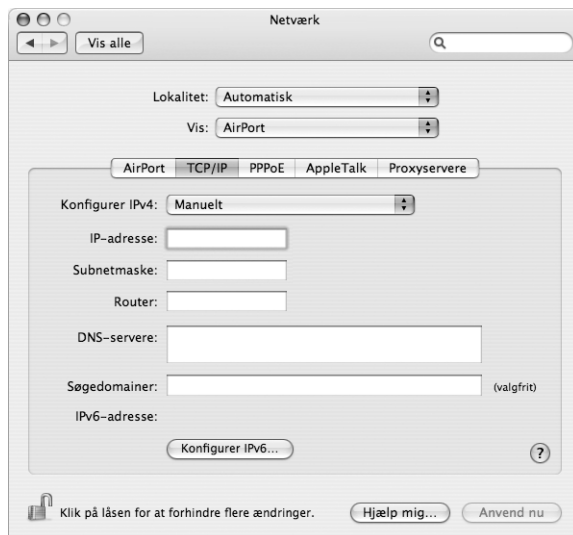 Netværk
Vis alle
Lokalitet: Automatisk
Vis: AirPort
AirPort TCP/IP PPPoE AppleTalk Proxyservere
Konfigurer IPv4: Manuelt
IP-adresse:
Subnetmaske:
Router:
DNS-servere:
Søgedomainer: (valgfrit)
IPv6-adresse:
Konfigurer IPv6...
?
Klik på låsen for at forhindre flere ændringer. Hjælp mig... Anvend nu